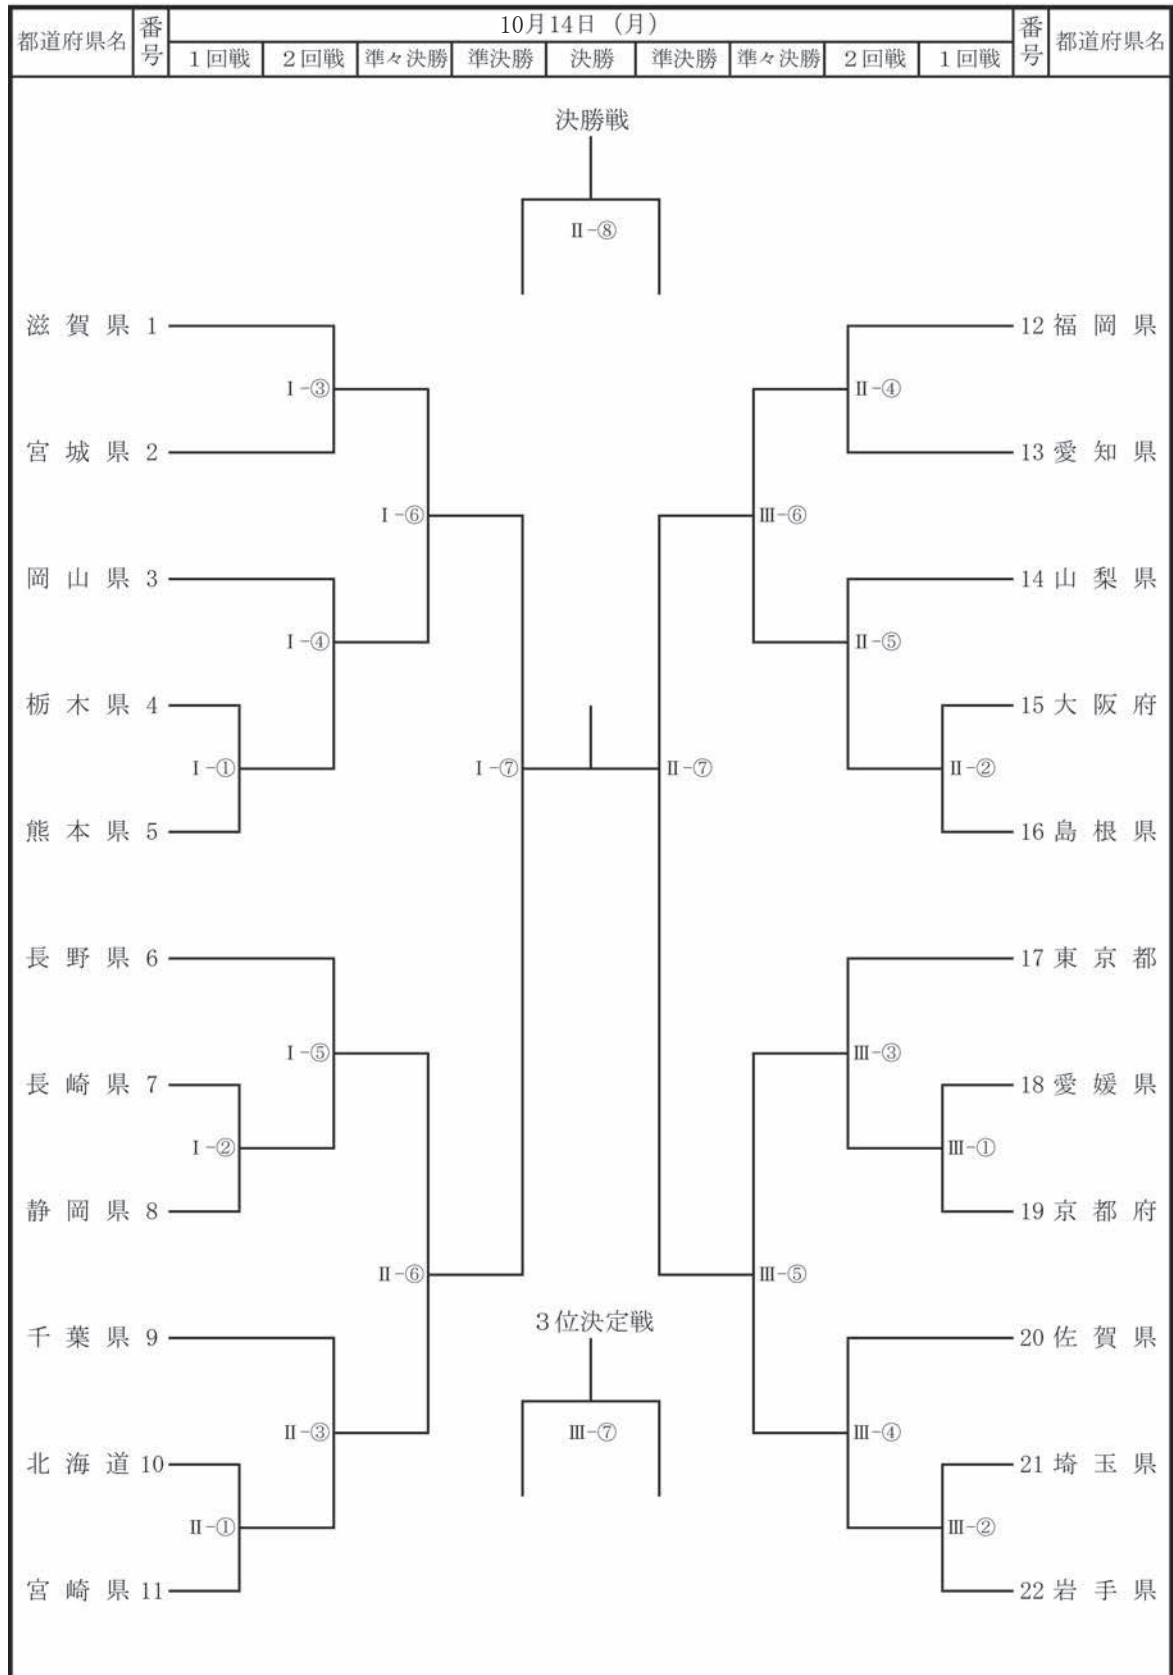 都道府県名 番号 10月14日（月） 番号 都道府県名
１回戦 ２回戦 準々決勝 準決勝 決勝 準決勝 準々決勝 ２回戦 １回戦
決勝戦
Ⅱ-⑧
滋賀県 1 12 福岡県
Ⅰ-③ Ⅱ-④
宮城県 2 13 愛知県
Ⅰ-⑥ Ⅲ-⑥
岡山県 3 14 山梨県
Ⅰ-④ Ⅱ-⑤
栃木県 4 15 大阪府
Ⅰ-① Ⅰ-⑦ Ⅱ-⑦ Ⅱ-②
熊本県 5 16 島根県
長野県 6 17 東京都
Ⅰ-⑤ Ⅲ-③
長崎県 7 18 愛媛県
Ⅰ-② Ⅲ-①
静岡県 8 19 京都府
Ⅱ-⑥ Ⅲ-⑤
３位決定戦
千葉県 9 20 佐賀県
Ⅱ-③ Ⅲ-⑦ Ⅲ-④
北海道 10 21 埼玉県
Ⅱ-① Ⅲ-②
宮崎県 11 22 岩手県